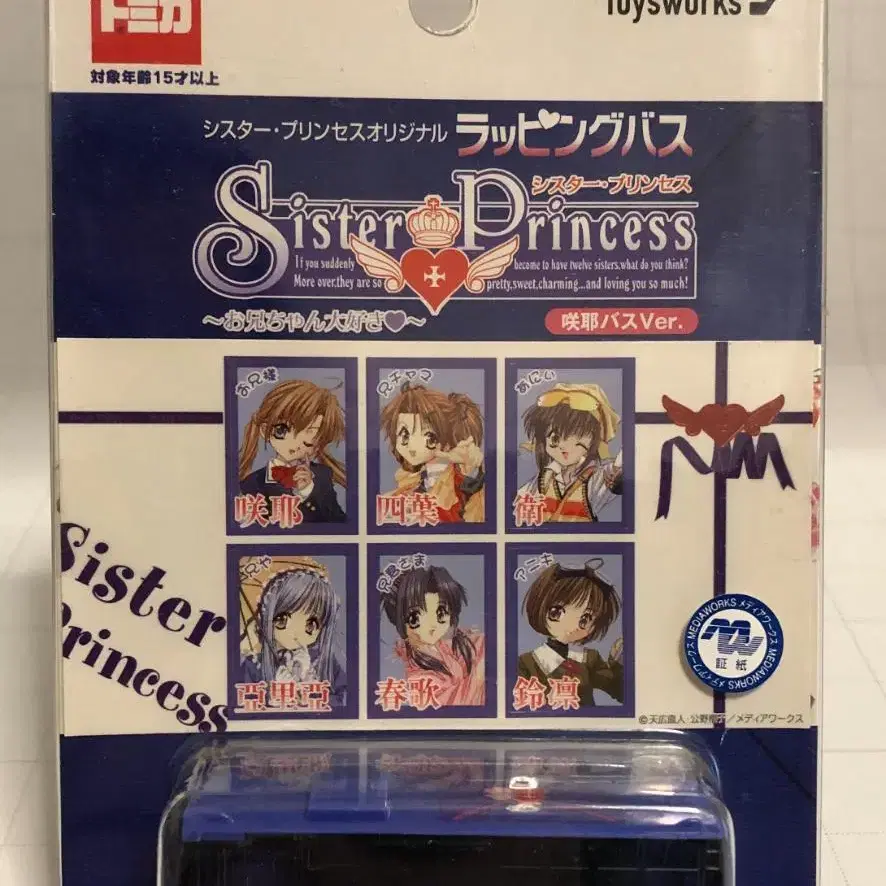 トミカ
Toysworks
対象年齢15才以上
シスター・プリンセスオリジナル ラッピングバス
シスター・プリンセス
Sister Princess
If you suddenly become to have twelve sisters.what do you think?
More over,they are so pretty,sweet,charming...and loving you so much!
～お兄ちゃん大好き♥～
咲耶バスVer.
お兄様
兄チャマ
あにぃ
咲耶
四葉
衛
兄や
兄君さま
アニキ
亞里亞
春歌
鈴凛
Sister
Princess
MEDIAWORKS メディアワークス MEDIAWORKS メディアワークス
MW
証紙
©天広直人・公野櫻子／メディアワークス